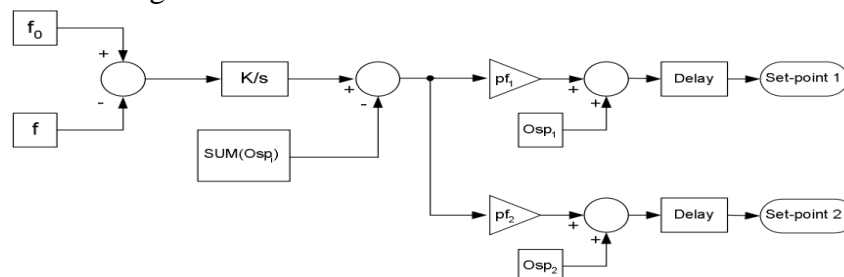 f₀
+
-
f
K/s
+
-
SUM(Ospᵢ)
pf₁
+
+
Osp₁
Delay
Set-point 1
pf₂
+
+
Osp₂
Delay
Set-point 2